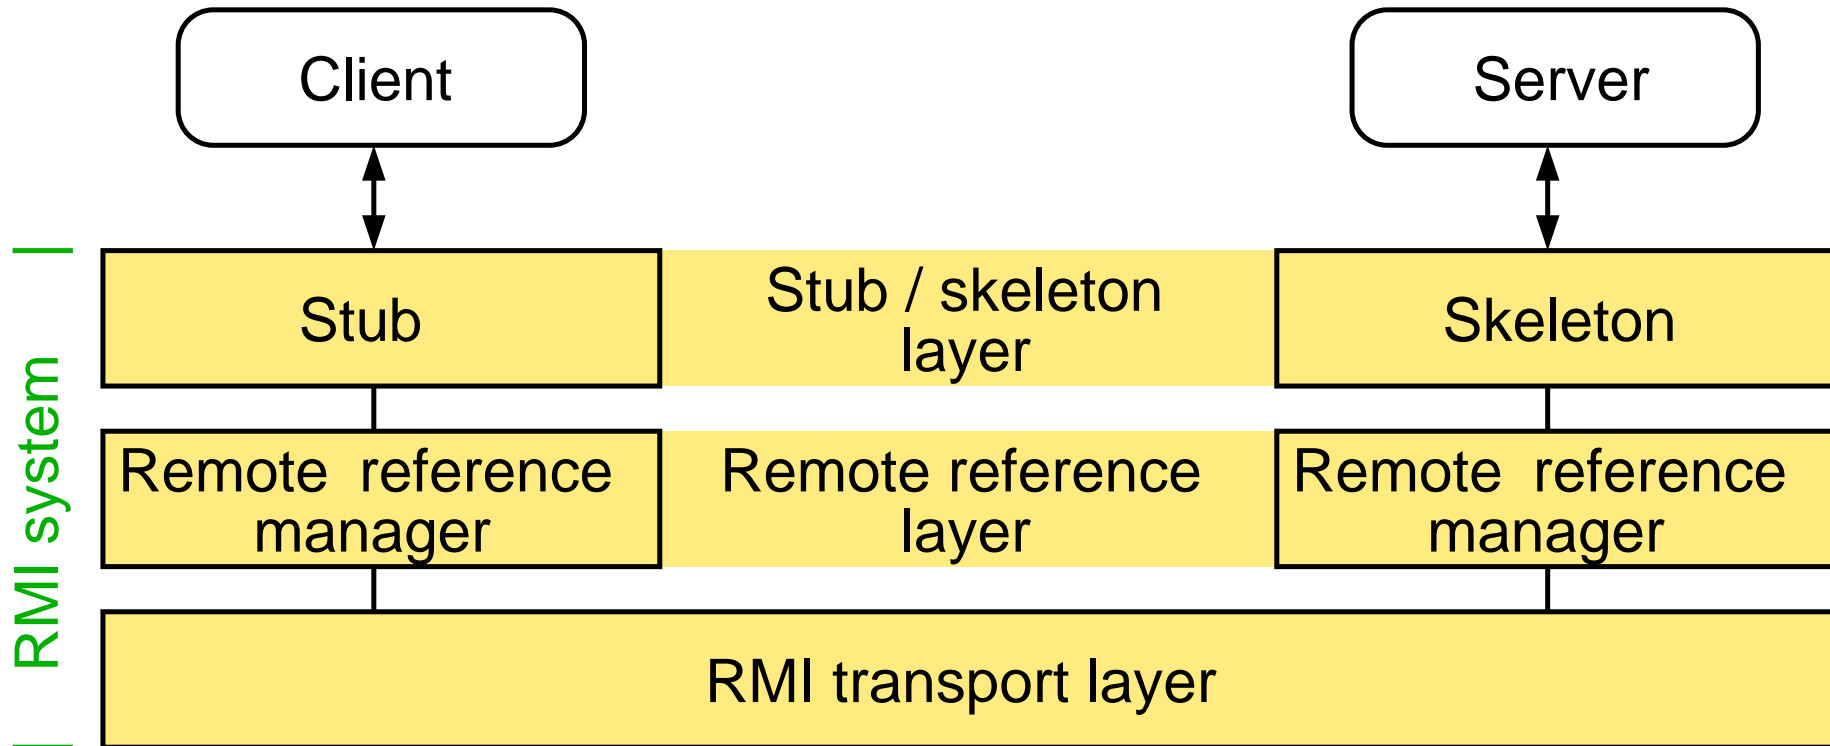 Client
Server
Stub
Stub / skeleton
layer
Skeleton
Remote reference
manager
Remote reference
layer
Remote reference
manager
RMI transport layer
RMI system